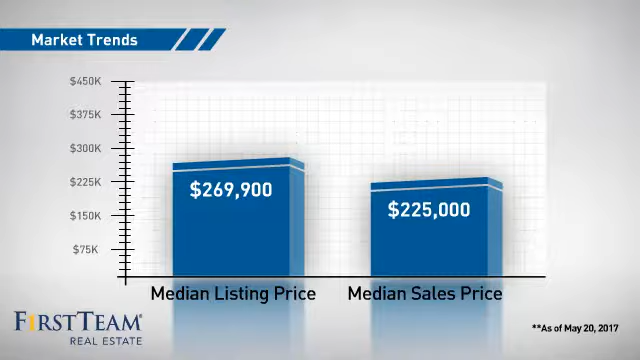 Market Trends
$450K
$375K
$300K
$225K
$150K
$75K
$269,900
$225,000
Median Listing Price
Median Sales Price
FIRSTTEAM®
REAL ESTATE
**As of May 20, 2017